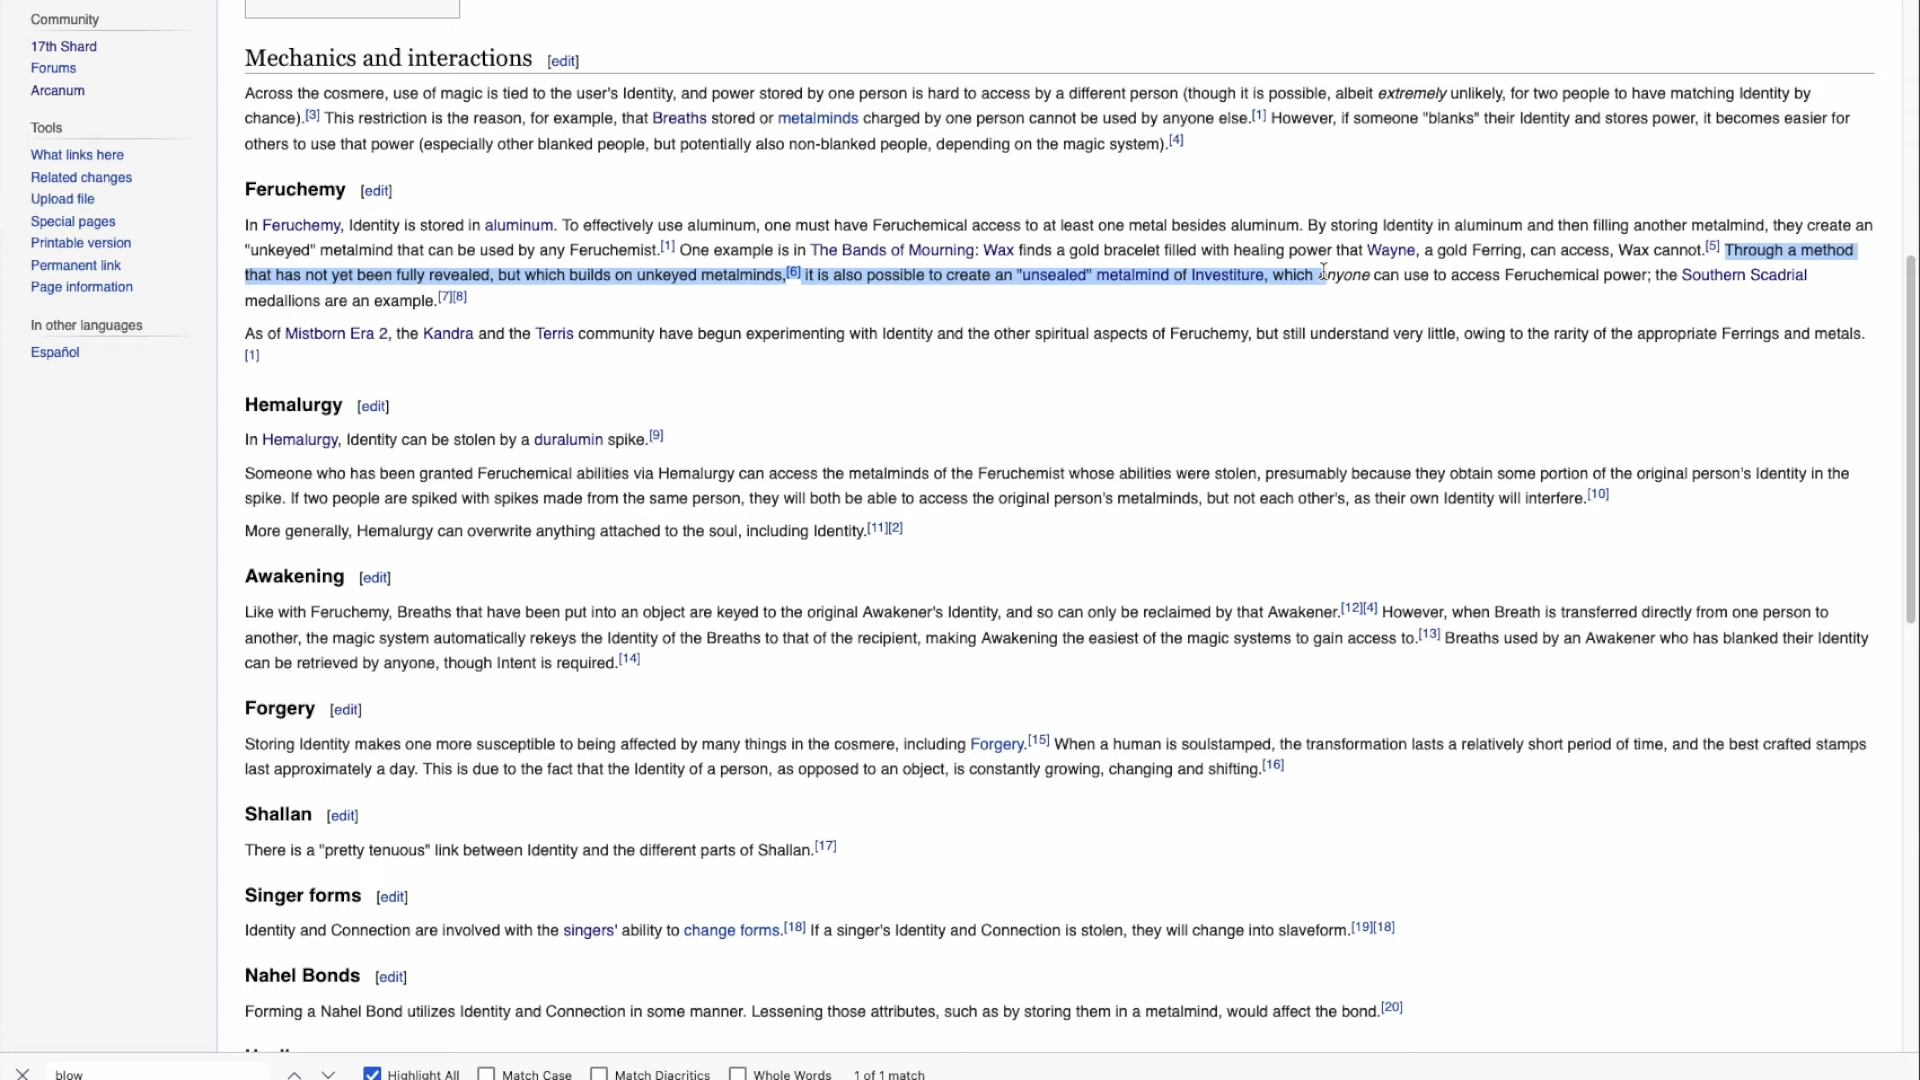 Community
17th Shard
Forums
Arcanum
Tools
What links here
Related changes
Upload file
Special pages
Printable version
Permanent link
Page information
In other languages
Español
Mechanics and interactions [edit]
Across the cosmere, use of magic is tied to the user's Identity, and power stored by one person is hard to access by a different person (though it is possible, albeit extremely unlikely, for two people to have matching Identity by
chance).[3] This restriction is the reason, for example, that Breaths stored or metalminds charged by one person cannot be used by anyone else.[1] However, if someone "blanks" their Identity and stores power, it becomes easier for
others to use that power (especially other blanked people, but potentially also non-blanked people, depending on the magic system).[4]
Feruchemy [edit]
In Feruchemy, Identity is stored in aluminum. To effectively use aluminum, one must have Feruchemical access to at least one metal besides aluminum. By storing Identity in aluminum and then filling another metalmind, they create an
"unkeyed" metalmind that can be used by any Feruchemist.[1] One example is in The Bands of Mourning: Wax finds a gold bracelet filled with healing power that Wayne, a gold Ferring, can access, Wax cannot.[5] Through a method
that has not yet been fully revealed, but which builds on unkeyed metalminds,[6] it is also possible to create an "unsealed" metalmind of Investiture, which anyone can use to access Feruchemical power; the Southern Scadrial
medallions are an example.[7][8]
As of Mistborn Era 2, the Kandra and the Terris community have begun experimenting with Identity and the other spiritual aspects of Feruchemy, but still understand very little, owing to the rarity of the appropriate Ferrings and metals.
[1]
Hemalurgy [edit]
In Hemalurgy, Identity can be stolen by a duralumin spike.[9]
Someone who has been granted Feruchemical abilities via Hemalurgy can access the metalminds of the Feruchemist whose abilities were stolen, presumably because they obtain some portion of the original person's Identity in the
spike. If two people are spiked with spikes made from the same person, they will both be able to access the original person's metalminds, but not each other's, as their own Identity will interfere.[10]
More generally, Hemalurgy can overwrite anything attached to the soul, including Identity.[11][2]
Awakening [edit]
Like with Feruchemy, Breaths that have been put into an object are keyed to the original Awakener's Identity, and so can only be reclaimed by that Awakener.[12][4] However, when Breath is transferred directly from one person to
another, the magic system automatically rekeys the Identity of the Breaths to that of the recipient, making Awakening the easiest of the magic systems to gain access to.[13] Breaths used by an Awakener who has blanked their Identity
can be retrieved by anyone, though Intent is required.[14]
Forgery [edit]
Storing Identity makes one more susceptible to being affected by many things in the cosmere, including Forgery.[15] When a human is soulstamped, the transformation lasts a relatively short period of time, and the best crafted stamps
last approximately a day. This is due to the fact that the Identity of a person, as opposed to an object, is constantly growing, changing and shifting.[16]
Shallan [edit]
There is a "pretty tenuous" link between Identity and the different parts of Shallan.[17]
Singer forms [edit]
Identity and Connection are involved with the singers' ability to change forms.[18] If a singer's Identity and Connection is stolen, they will change into slaveform.[19][18]
Nahel Bonds [edit]
Forming a Nahel Bond utilizes Identity and Connection in some manner. Lessening those attributes, such as by storing them in a metalmind, would affect the bond.[20]
blow Highlight All Match Case Match Diacritics Whole Words 1 of 1 match